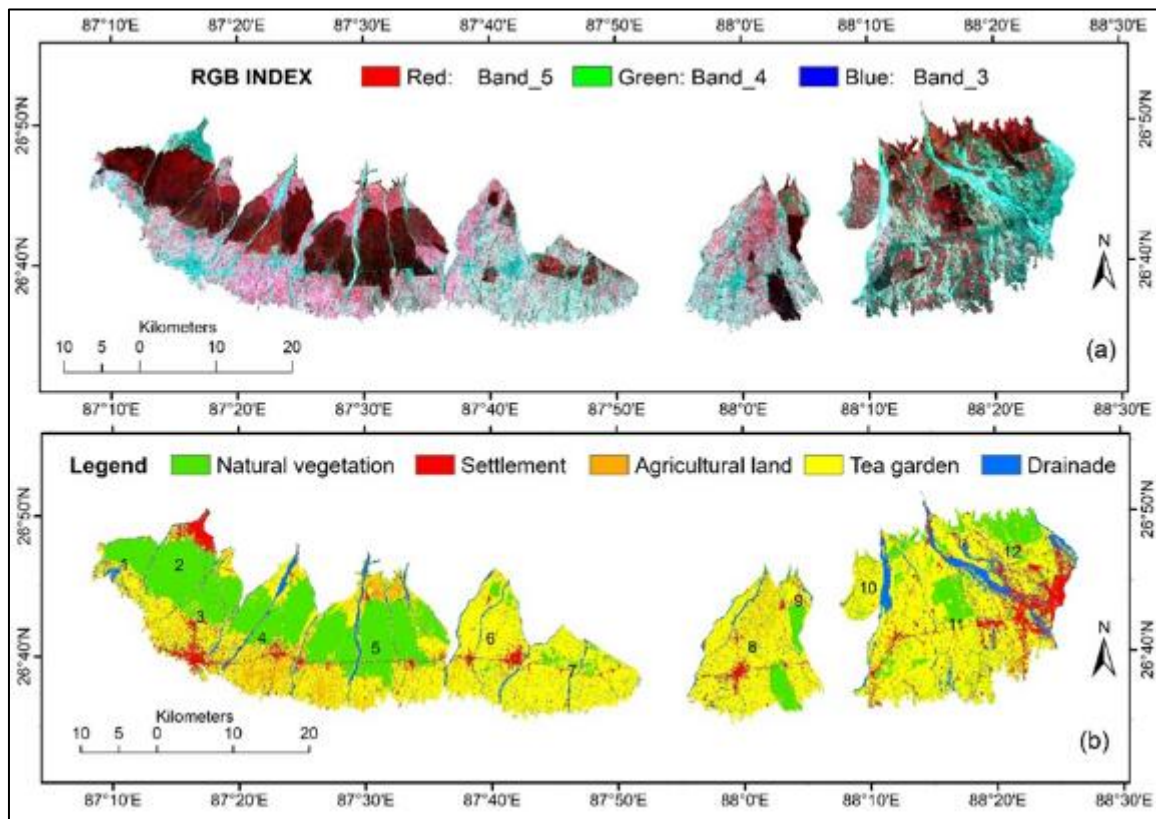 87°10'E 87°20'E 87°30'E 87°40'E 87°50'E 88°0'E 88°10'E 88°20'E 88°30'E
RGB INDEX Red: Band_5 Green: Band_4 Blue: Band_3
26°50'N 26°50'N
26°40'N 26°40'N
N
Kilometers
10 5 0 10 20
(a)
87°10'E 87°20'E 87°30'E 87°40'E 87°50'E 88°0'E 88°10'E 88°20'E 88°30'E
Legend Natural vegetation Settlement Agricultural land Tea garden Drainade
26°50'N 26°50'N
1 2 3 4 5 6 7 8 9 10 11 12
26°40'N 26°40'N
N
Kilometers
10 5 0 10 20
(b)
87°10'E 87°20'E 87°30'E 87°40'E 87°50'E 88°0'E 88°10'E 88°20'E 88°30'E